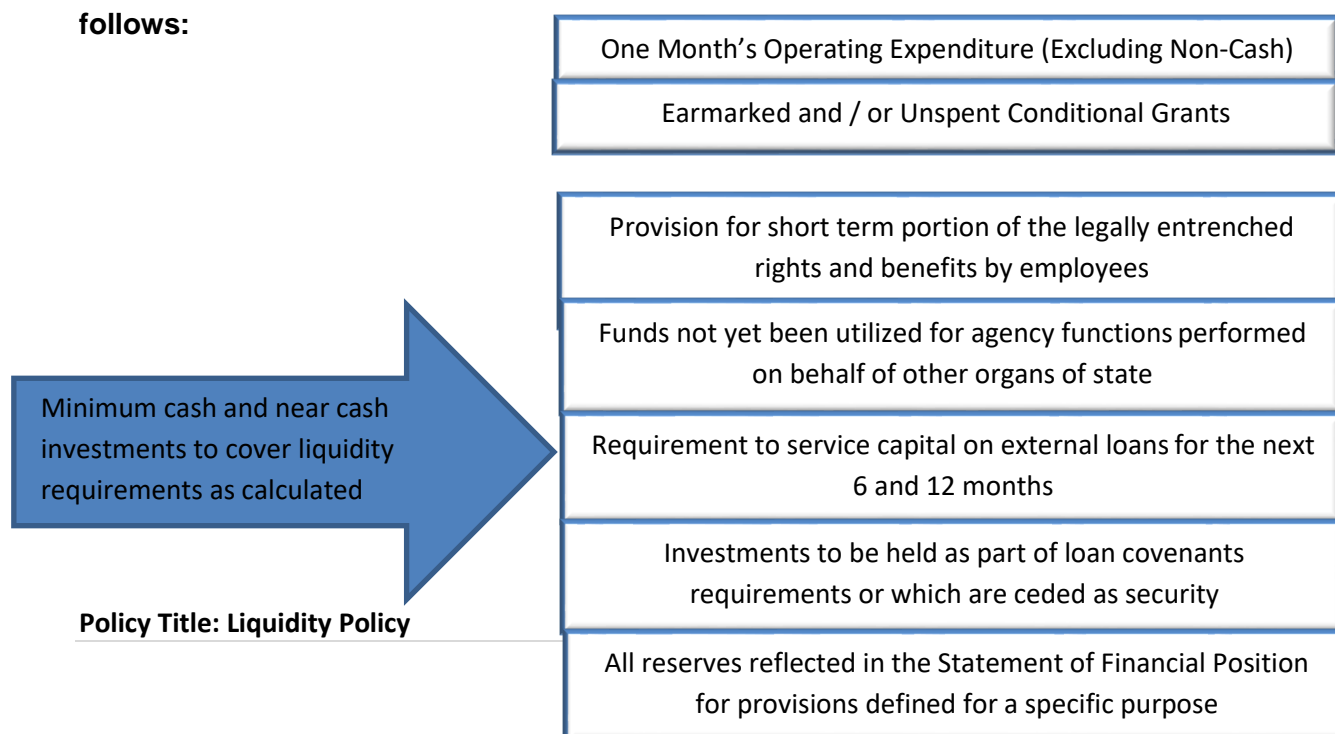 follows:
One Month's Operating Expenditure (Excluding Non-Cash)
Earmarked and / or Unspent Conditional Grants
Provision for short term portion of the legally entrenched
rights and benefits by employees
Funds not yet been utilized for agency functions performed
on behalf of other organs of state
Minimum cash and near cash
investments to cover liquidity
requirements as calculated
Requirement to service capital on external loans for the next
6 and 12 months
Investments to be held as part of loan covenants
requirements or which are ceded as security
Policy Title: Liquidity Policy
All reserves reflected in the Statement of Financial Position
for provisions defined for a specific purpose